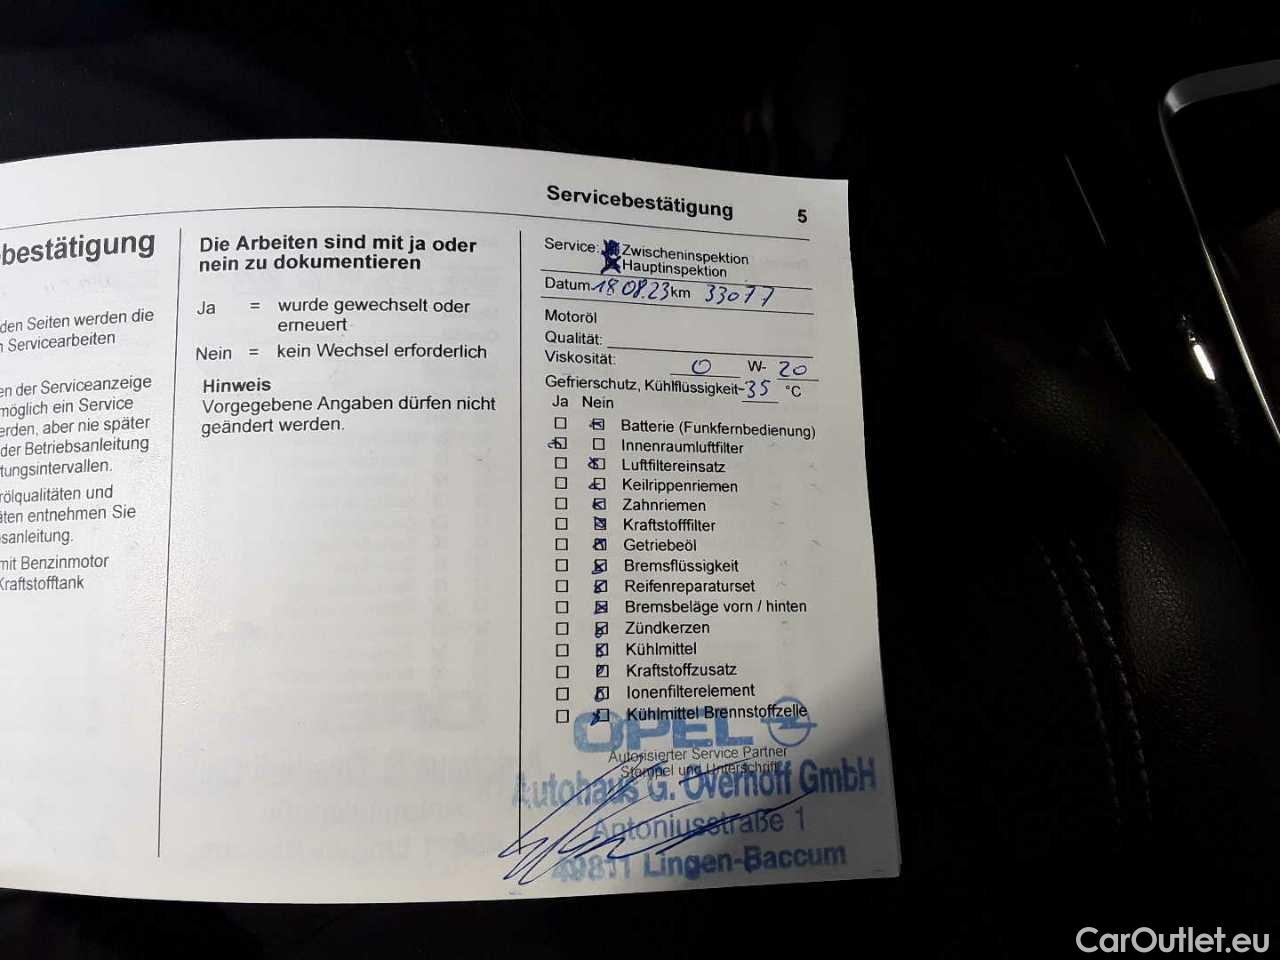 Servicebestätigung 5
bestätigung
den Seiten werden die
Servicearbeiten
en der Serviceanzeige
möglich ein Service
erden, aber nie später
der Betriebsanleitung
tungsintervallen.
rölqualitäten und
äten entnehmen Sie
sanleitung.
mit Benzinmotor
Kraftstofftank
Die Arbeiten sind mit ja oder
nein zu dokumentieren
Ja = wurde gewechselt oder
erneuert
Nein = kein Wechsel erforderlich
Hinweis
Vorgegebene Angaben dürfen nicht
geändert werden.
Service: Zwischeninspektion
Hauptinspektion
Datum 18.08.23 km 33077
Motoröl
Qualität:
Viskosität: 0 W- 20
Gefrierschutz, Kühlflüssigkeit -35 °C
Ja Nein
Batterie (Funkfernbedienung)
Innenraumluftfilter
Luftfiltereinsatz
Keilrippenriemen
Zahnriemen
Kraftstofffilter
Getriebeöl
Bremsflüssigkeit
Reifenreparaturset
Bremsbeläge vorn / hinten
Zündkerzen
Kühlmittel
Kraftstoffzusatz
Ionenfilterelement
Kühlmittel Brennstoffzelle
OPEL
Autorisierter Service Partner
Stempel und Unterschrift
Autohaus G. Overhoff GmbH
Antoniusstraße 1
49811 Lingen-Baccum
CarOutlet.eu